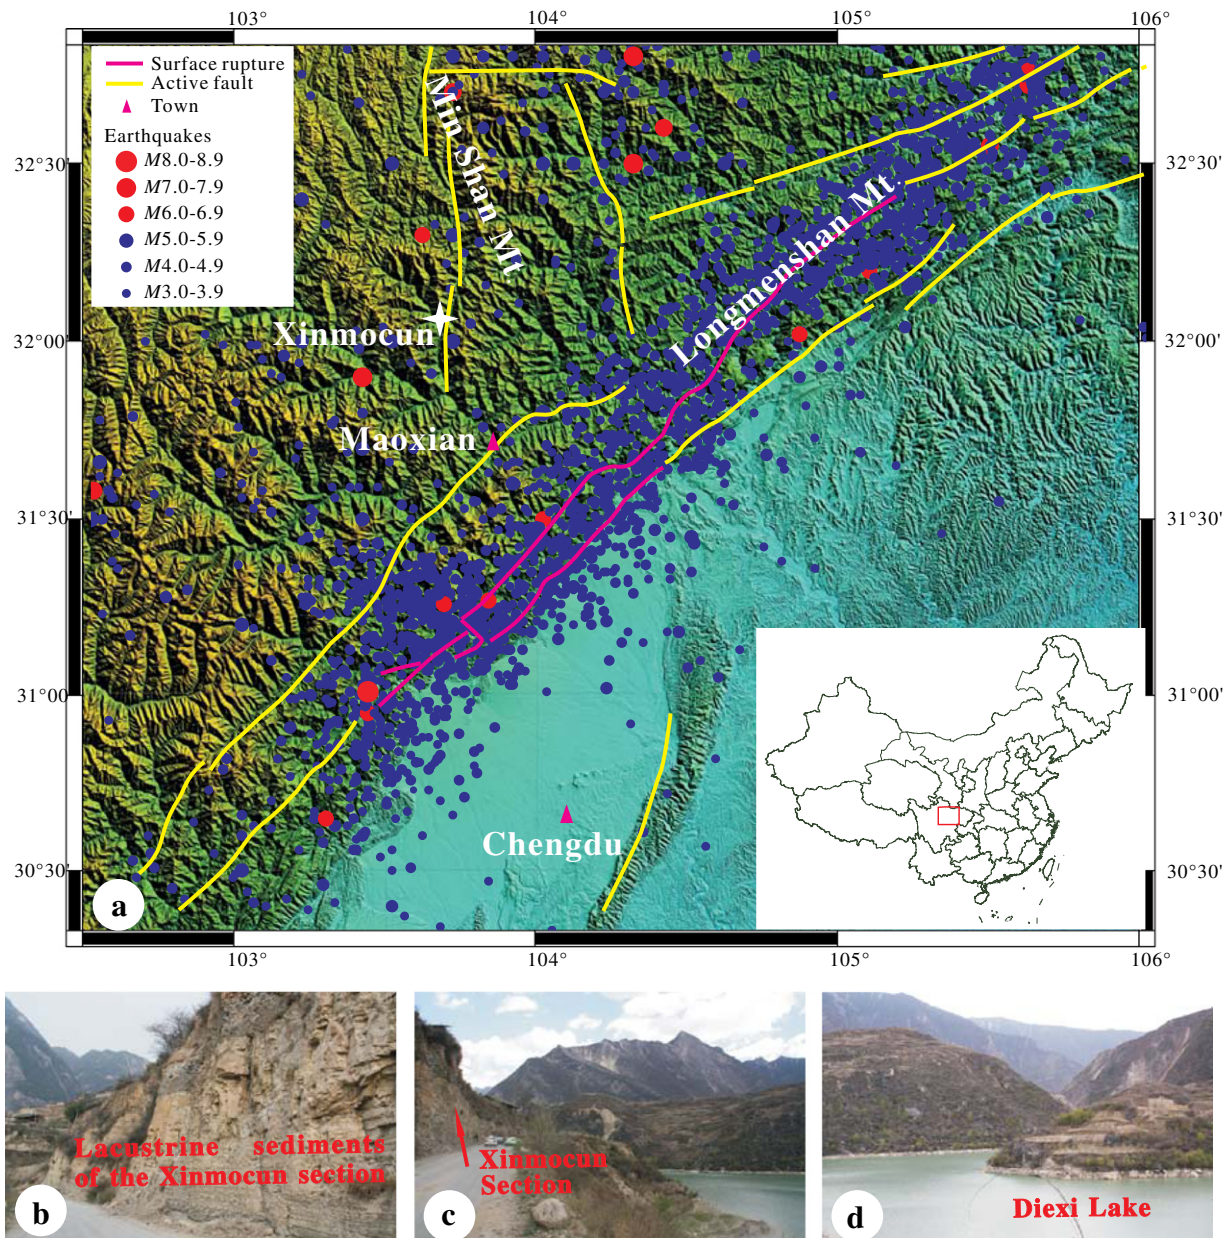 103° 104° 105° 106°
Surface rupture
Active fault
Town
Earthquakes
M8.0-8.9
M7.0-7.9
M6.0-6.9
M5.0-5.9
M4.0-4.9
M3.0-3.9
Min Shan Mt
Longmenshan Mt.
32°30' 32°30'
Xinmocun
32°00' 32°00'
Maoxian
31°30' 31°30'
31°00' 31°00'
Chengdu
30°30' 30°30'
a
103° 104° 105° 106°
Lacustrine sediments
of the Xinmocun section
b
Xinmocun
Section
c
Diexi Lake
d